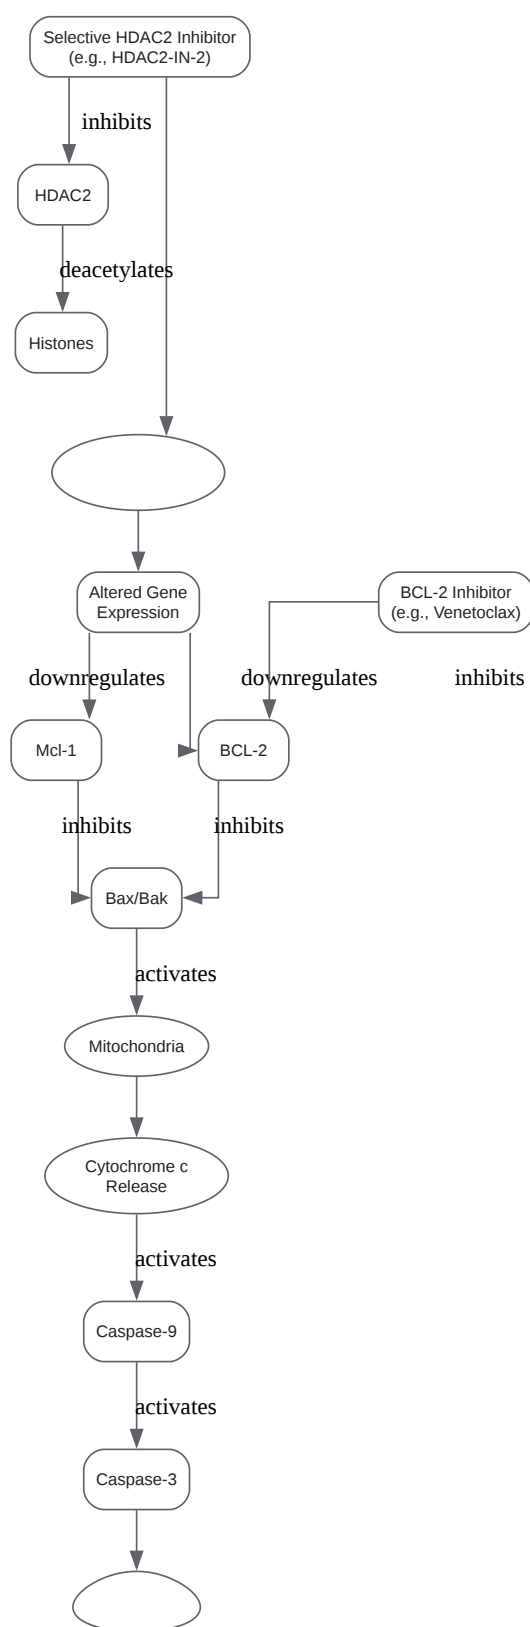 Selective HDAC2 Inhibitor
(e.g., HDAC2-IN-2)
inhibits
HDAC2
deacetylates
Histones
Altered Gene
Expression
BCL-2 Inhibitor
(e.g., Venetoclax)
downregulates
downregulates
inhibits
Mcl-1
BCL-2
inhibits
inhibits
Bax/Bak
activates
Mitochondria
Cytochrome c
Release
activates
Caspase-9
activates
Caspase-3